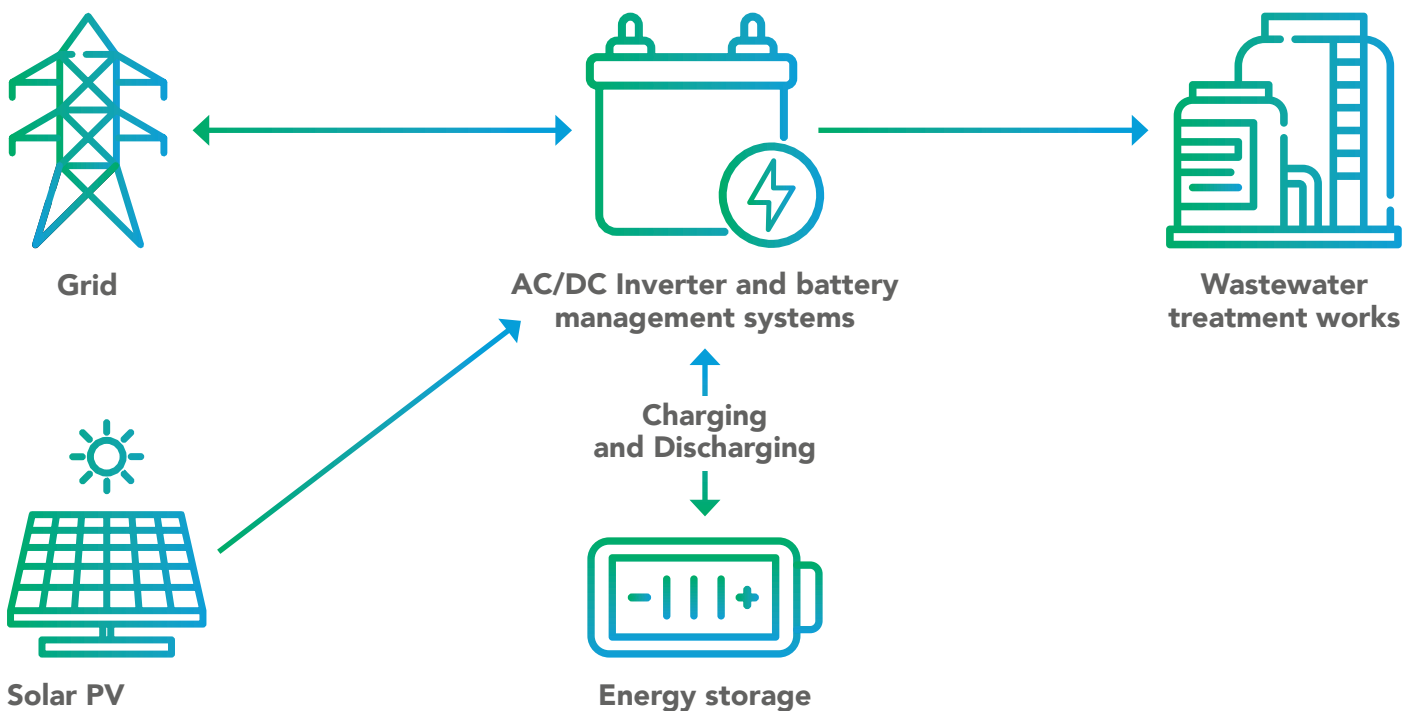 Grid
AC/DC Inverter and battery
management systems
Wastewater
treatment works
Charging
and Discharging
Solar PV
Energy storage